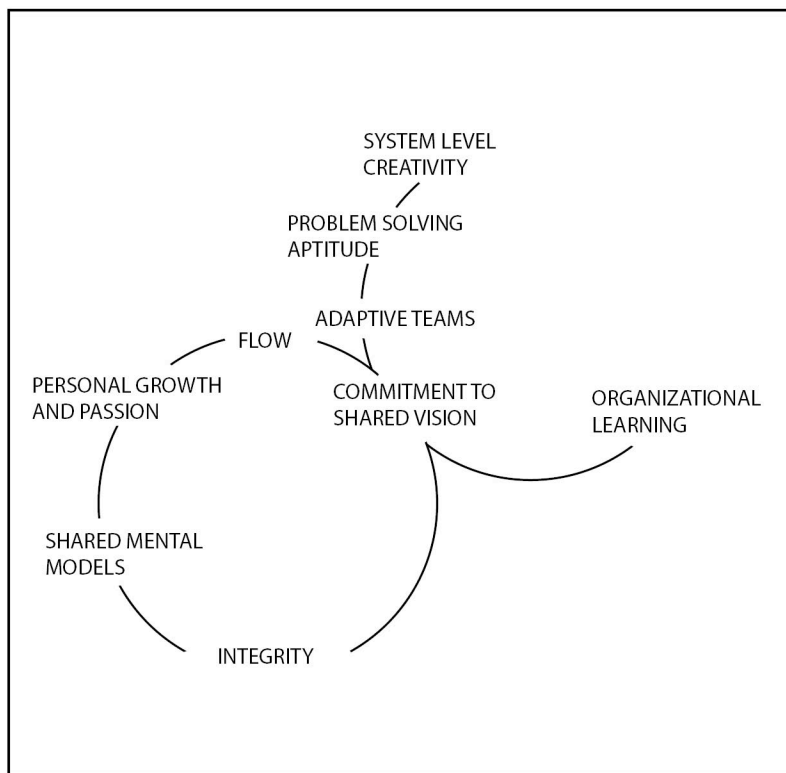 SYSTEM LEVEL
CREATIVITY
PROBLEM SOLVING
APTITUDE
ADAPTIVE TEAMS
FLOW
PERSONAL GROWTH
AND PASSION
COMMITMENT TO
SHARED VISION
ORGANIZATIONAL
LEARNING
SHARED MENTAL
MODELS
INTEGRITY